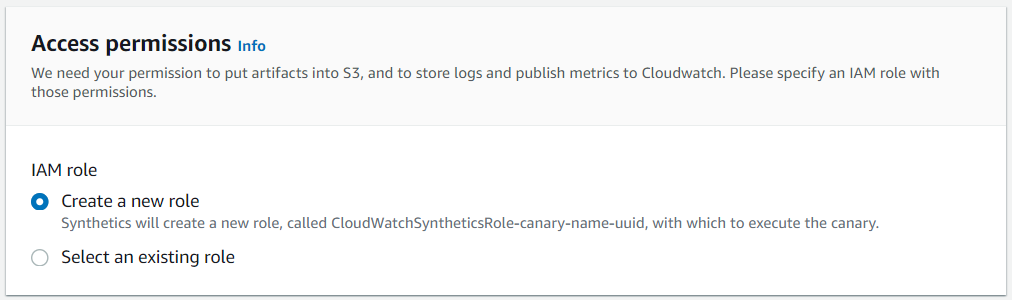 Access permissions Info
We need your permission to put artifacts into S3, and to store logs and publish metrics to Cloudwatch. Please specify an IAM role with
those permissions.
IAM role
Create a new role
Synthetics will create a new role, called CloudWatchSyntheticsRole-canary-name-uuid, with which to execute the canary.
Select an existing role